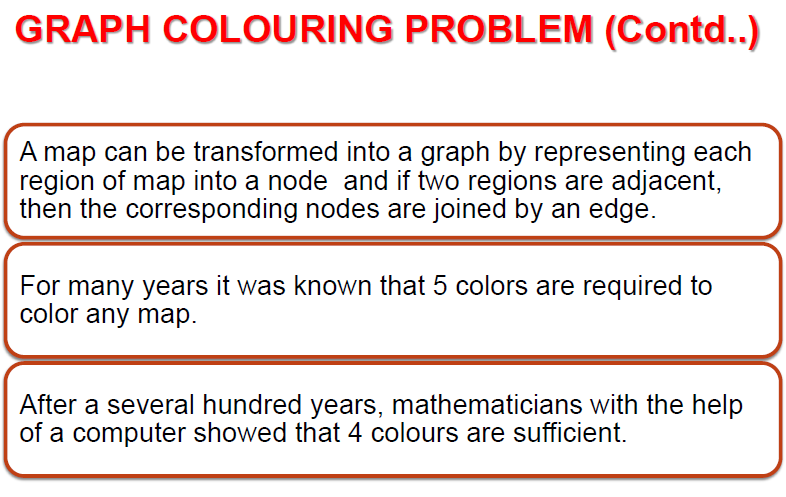 GRAPH COLOURING PROBLEM (Contd..)
A map can be transformed into a graph by representing each
region of map into a node  and if two regions are adjacent,
then the corresponding nodes are joined by an edge.
For many years it was known that 5 colors are required to
color any map.
After a several hundred years, mathematicians with the help
of a computer showed that 4 colours are sufficient.